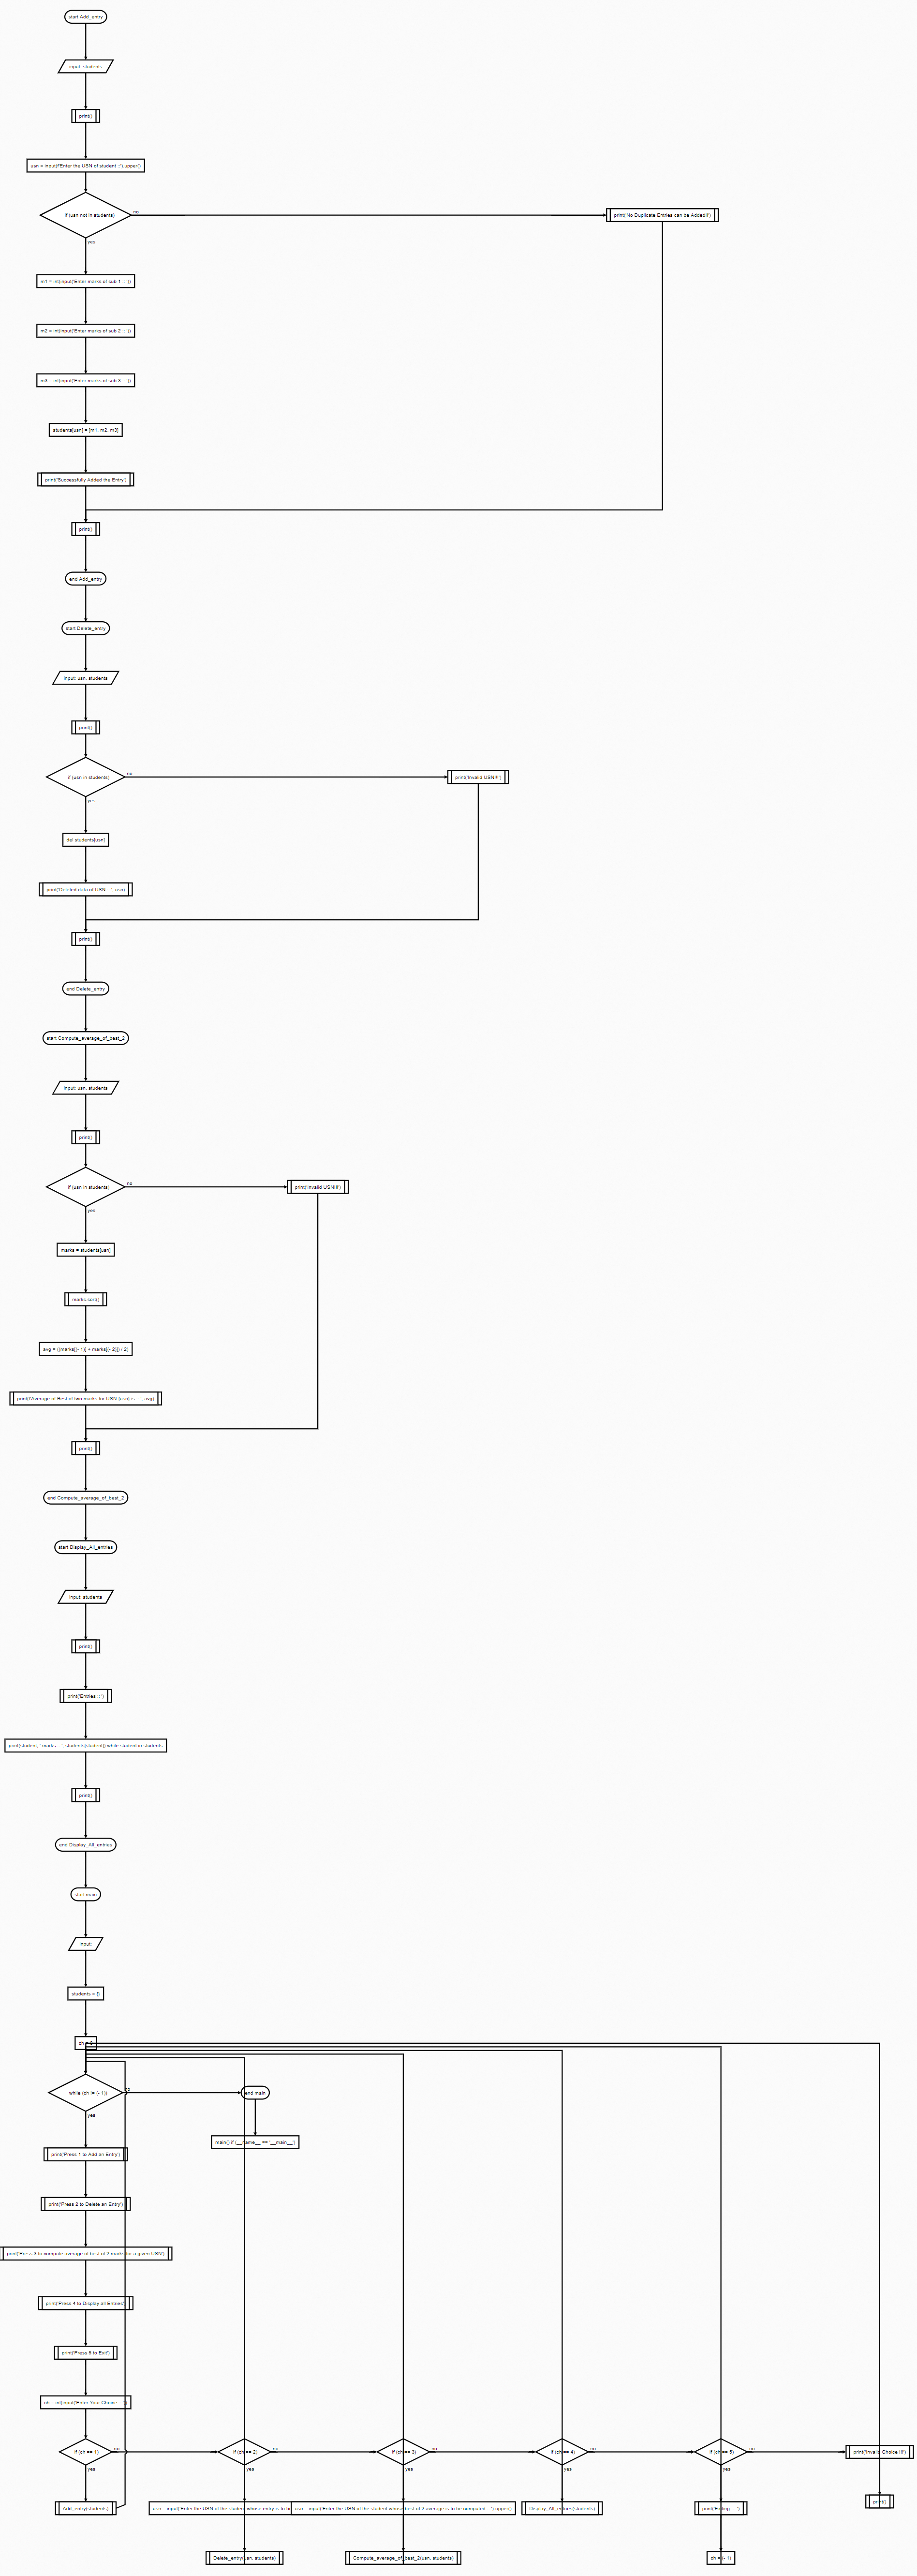 start Add_entry
input: students
print()
usn = input(f'Enter the USN of student ::').upper()
if (usn not in students)
no
print('No Duplicate Entries can be Added!!')
yes
m1 = int(input('Enter marks of sub 1 :: '))
m2 = int(input('Enter marks of sub 2 :: '))
m3 = int(input('Enter marks of sub 3 :: '))
students[usn] = [m1, m2, m3]
print('Successfully Added the Entry')
print()
end Add_entry
start Delete_entry
input: usn, students
print()
if (usn in students)
no
print('Invalid USN!!!')
yes
del students[usn]
print('Deleted data of USN :: ', usn)
print()
end Delete_entry
start Compute_average_of_best_2
input: usn, students
print()
if (usn in students)
no
print('Invalid USN!!!')
yes
marks = students[usn]
marks.sort()
avg = ((marks[(- 1)] + marks[(- 2)]) / 2)
print(f'Average of Best of two marks for USN {usn} is :: ', avg)
print()
end Compute_average_of_best_2
start Display_All_entries
input: students
print()
print('Entries :: ')
print(student, ' marks :: ', students[student]) while student in students
print()
end Display_All_entries
start main
input:
students = {}
ch = 0
while (ch != (- 1))
no
end main
yes
main() if (__name__ == '__main__')
print('Press 1 to Add an Entry')
print('Press 2 to Delete an Entry')
print('Press 3 to compute average of best of 2 marks for a given USN')
print('Press 4 to Display all Entries')
print('Press 5 to Exit')
ch = int(input('Enter Your Choice :: '))
if (ch == 1)
no
if (ch == 2)
no
if (ch == 3)
no
if (ch == 4)
no
if (ch == 5)
no
print('Invalid Choice !!!')
yes
yes
yes
yes
yes
print()
Add_entry(students)
usn = input('Enter the USN of the student whose entry is to be
usn = input('Enter the USN of the student whose best of 2 average is to be computed :: ').upper()
Display_All_entries(students)
print('Exiting ... ')
Delete_entry(usn, students)
Compute_average_of_best_2(usn, students)
ch = (- 1)